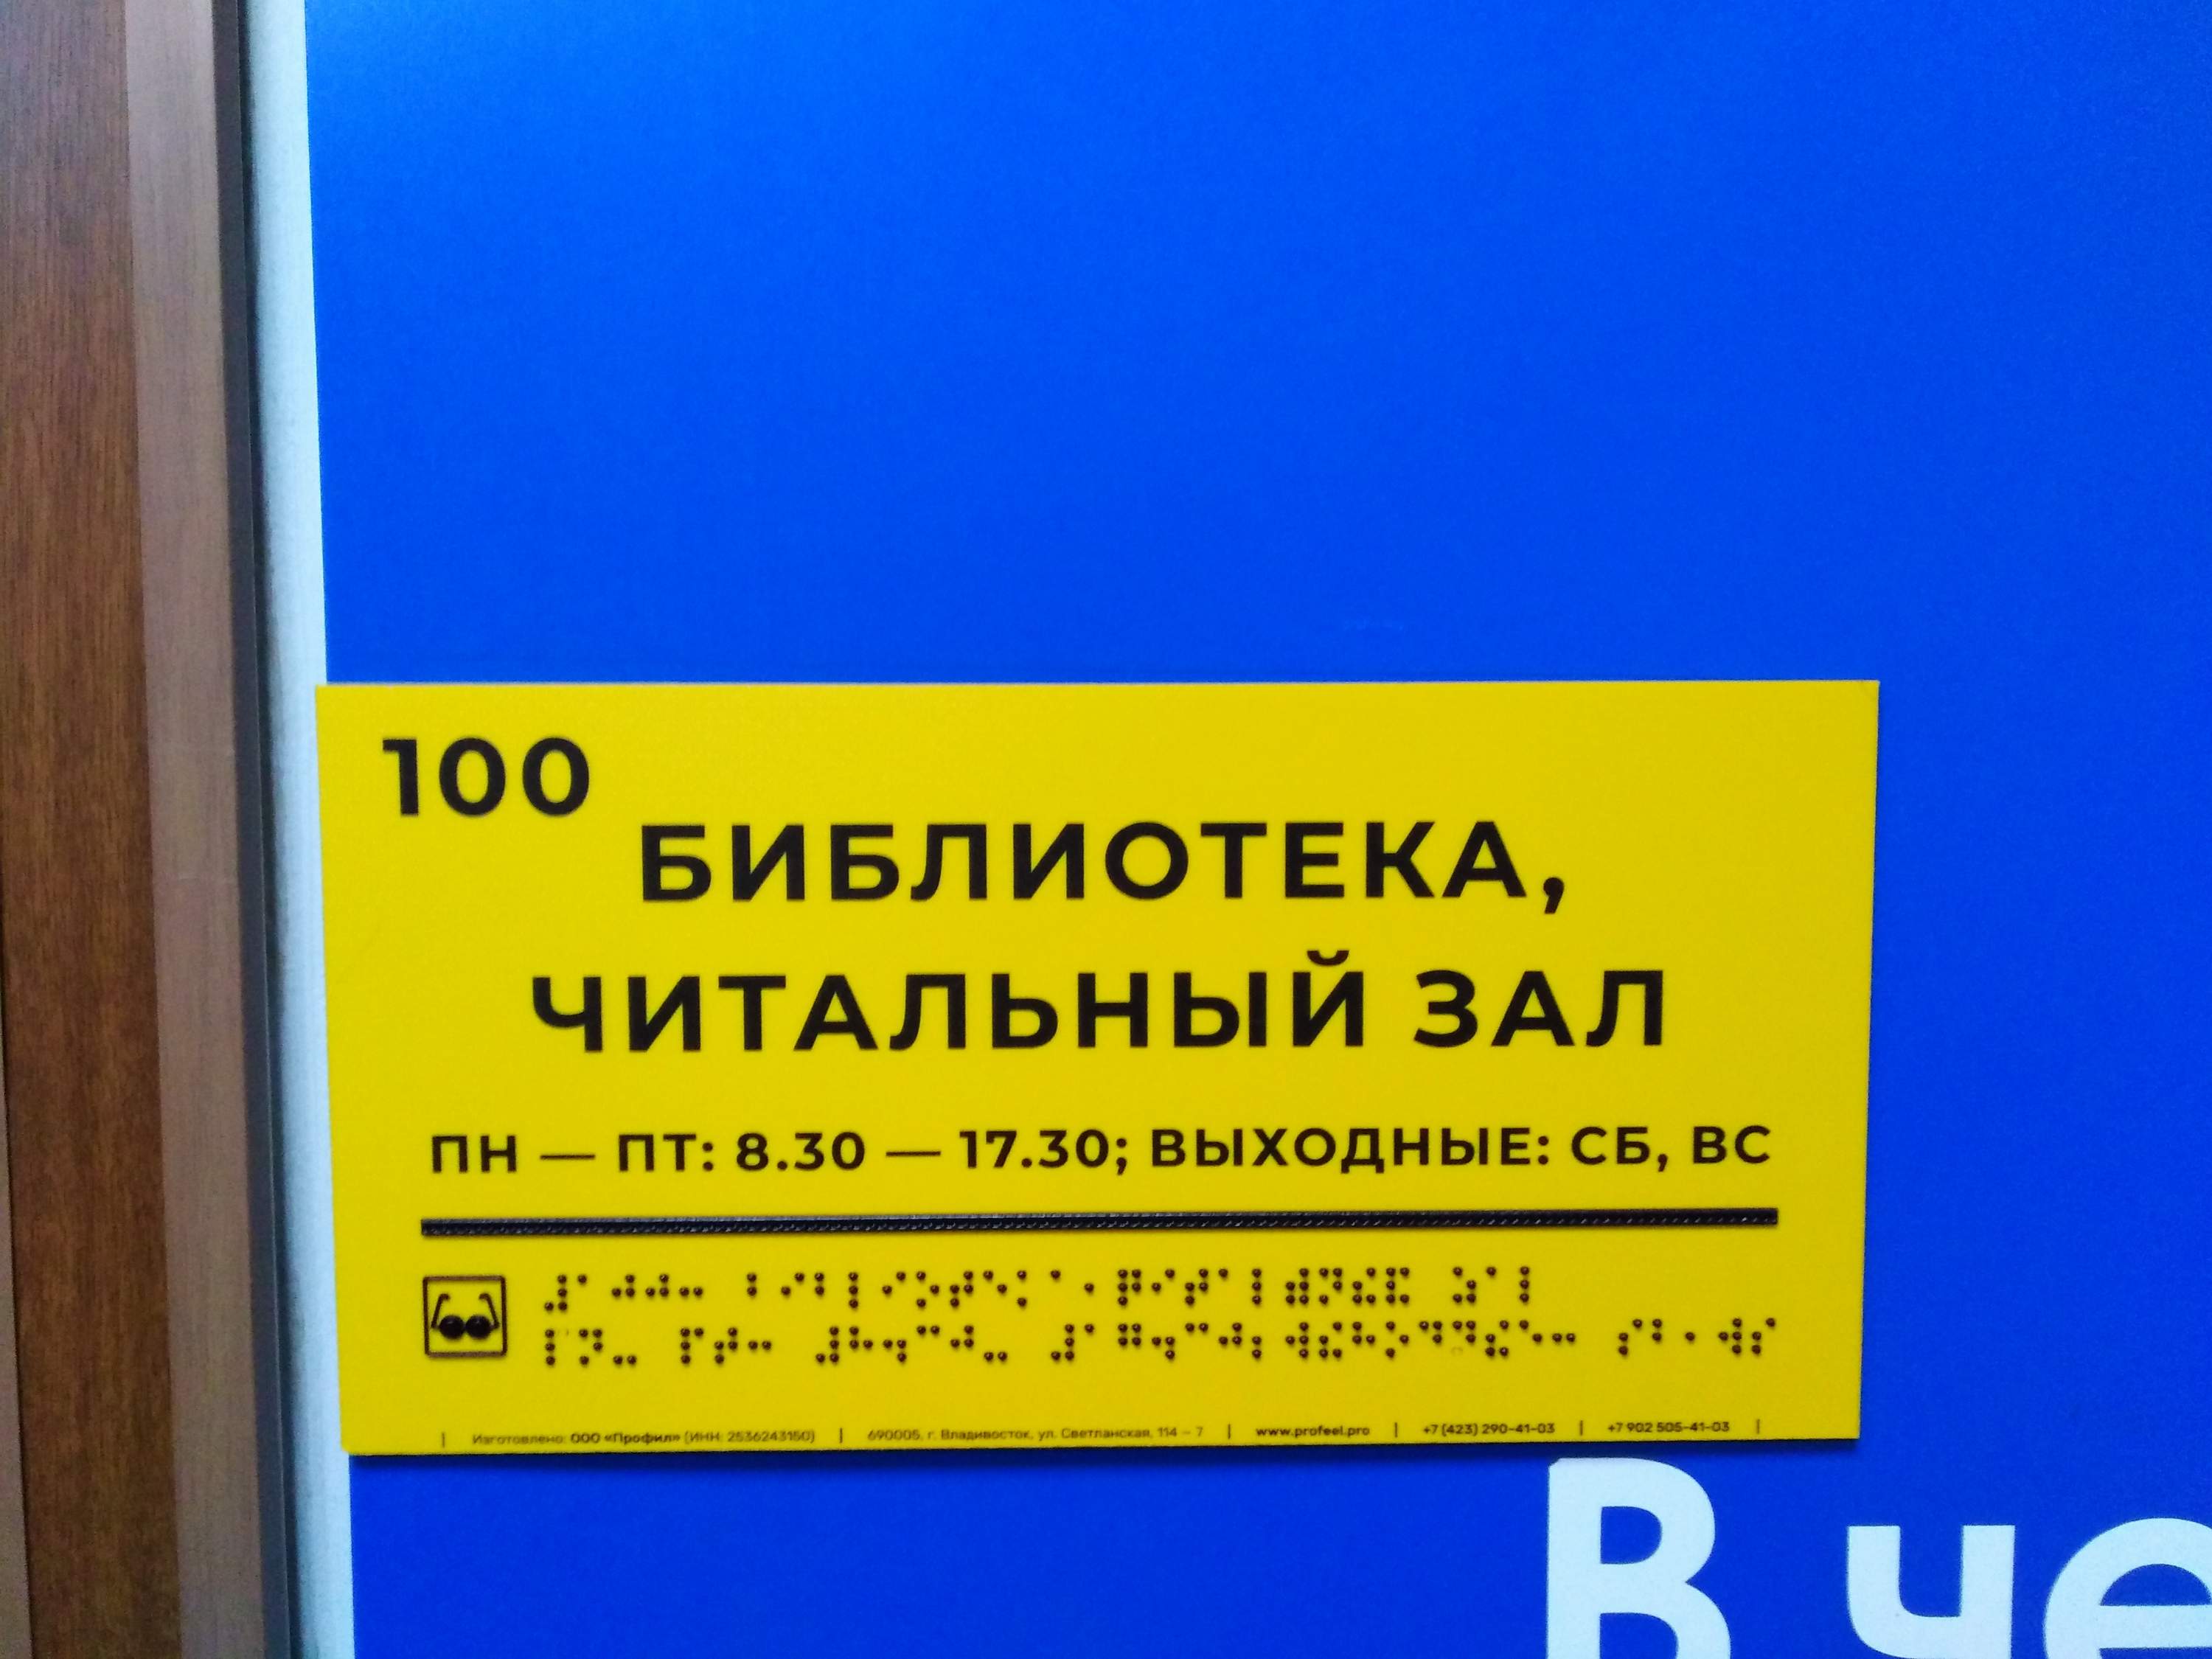 100
БИБЛИОТЕКА,
ЧИТАЛЬНЫЙ ЗАЛ
ПН — ПТ: 8.30 — 17.30; ВЫХОДНЫЕ: СБ, ВС
| Изготовлено: ООО «Профил» (ИНН: 2536243150) | 690005, г. Владивосток, ул. Светланская, 114 – 7 | www.profeel.pro | +7 (423) 290-41-03 | +7 902 505-41-03 |
В че